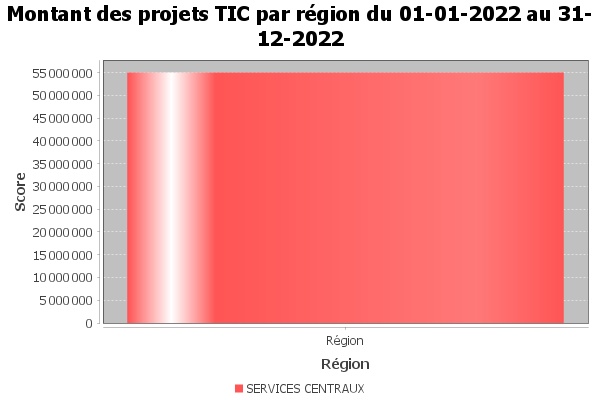 Montant des projets TIC par région du 01-01-2022 au 31-
12-2022
55 000 000
50 000 000
45 000 000
40 000 000
35 000 000
30 000 000
25 000 000
20 000 000
15 000 000
10 000 000
5 000 000
0
Score
Région
Région
SERVICES CENTRAUX